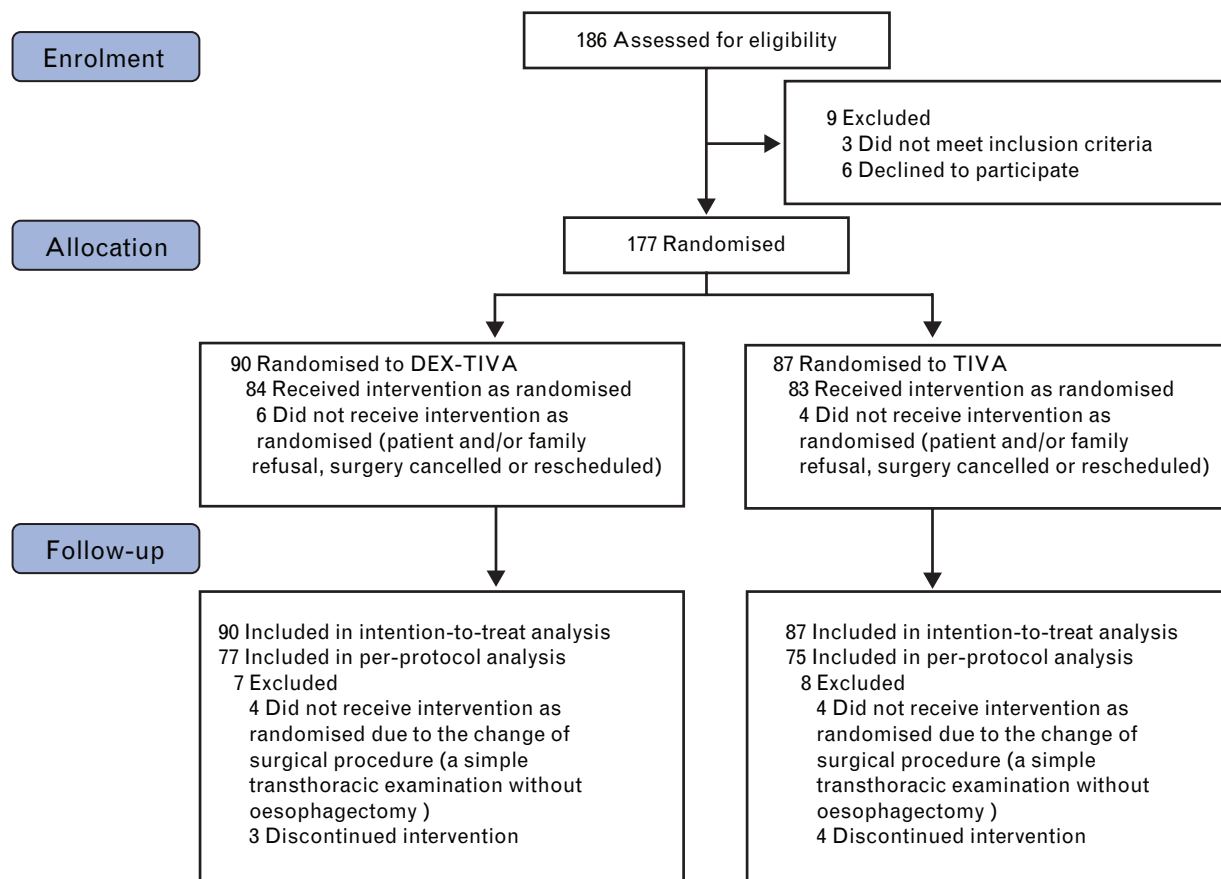 Enrolment
186 Assessed for eligibility
9 Excluded
3 Did not meet inclusion criteria
6 Declined to participate
Allocation
177 Randomised
90 Randomised to DEX-TIVA
84 Received intervention as randomised
6 Did not receive intervention as
randomised (patient and/or family
refusal, surgery cancelled or rescheduled)
87 Randomised to TIVA
83 Received intervention as randomised
4 Did not receive intervention as
randomised (patient and/or family
refusal, surgery cancelled or rescheduled)
Follow-up
90 Included in intention-to-treat analysis
77 Included in per-protocol analysis
7 Excluded
4 Did not receive intervention as
randomised due to the change of
surgical procedure (a simple
transthoracic examination without
oesophagectomy )
3 Discontinued intervention
87 Included in intention-to-treat analysis
75 Included in per-protocol analysis
8 Excluded
4 Did not receive intervention as
randomised due to the change of
surgical procedure (a simple
transthoracic examination without
oesophagectomy )
4 Discontinued intervention